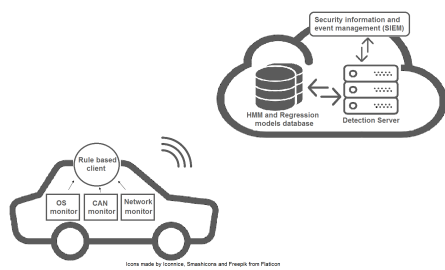 Security information and
event management (SIEM)
HMM and Regression
models database
Detection Server
Rule based
client
OS
monitor
CAN
monitor
Network
monitor
Icons made by Iconnice, Smashicons and Freepik from Flaticon